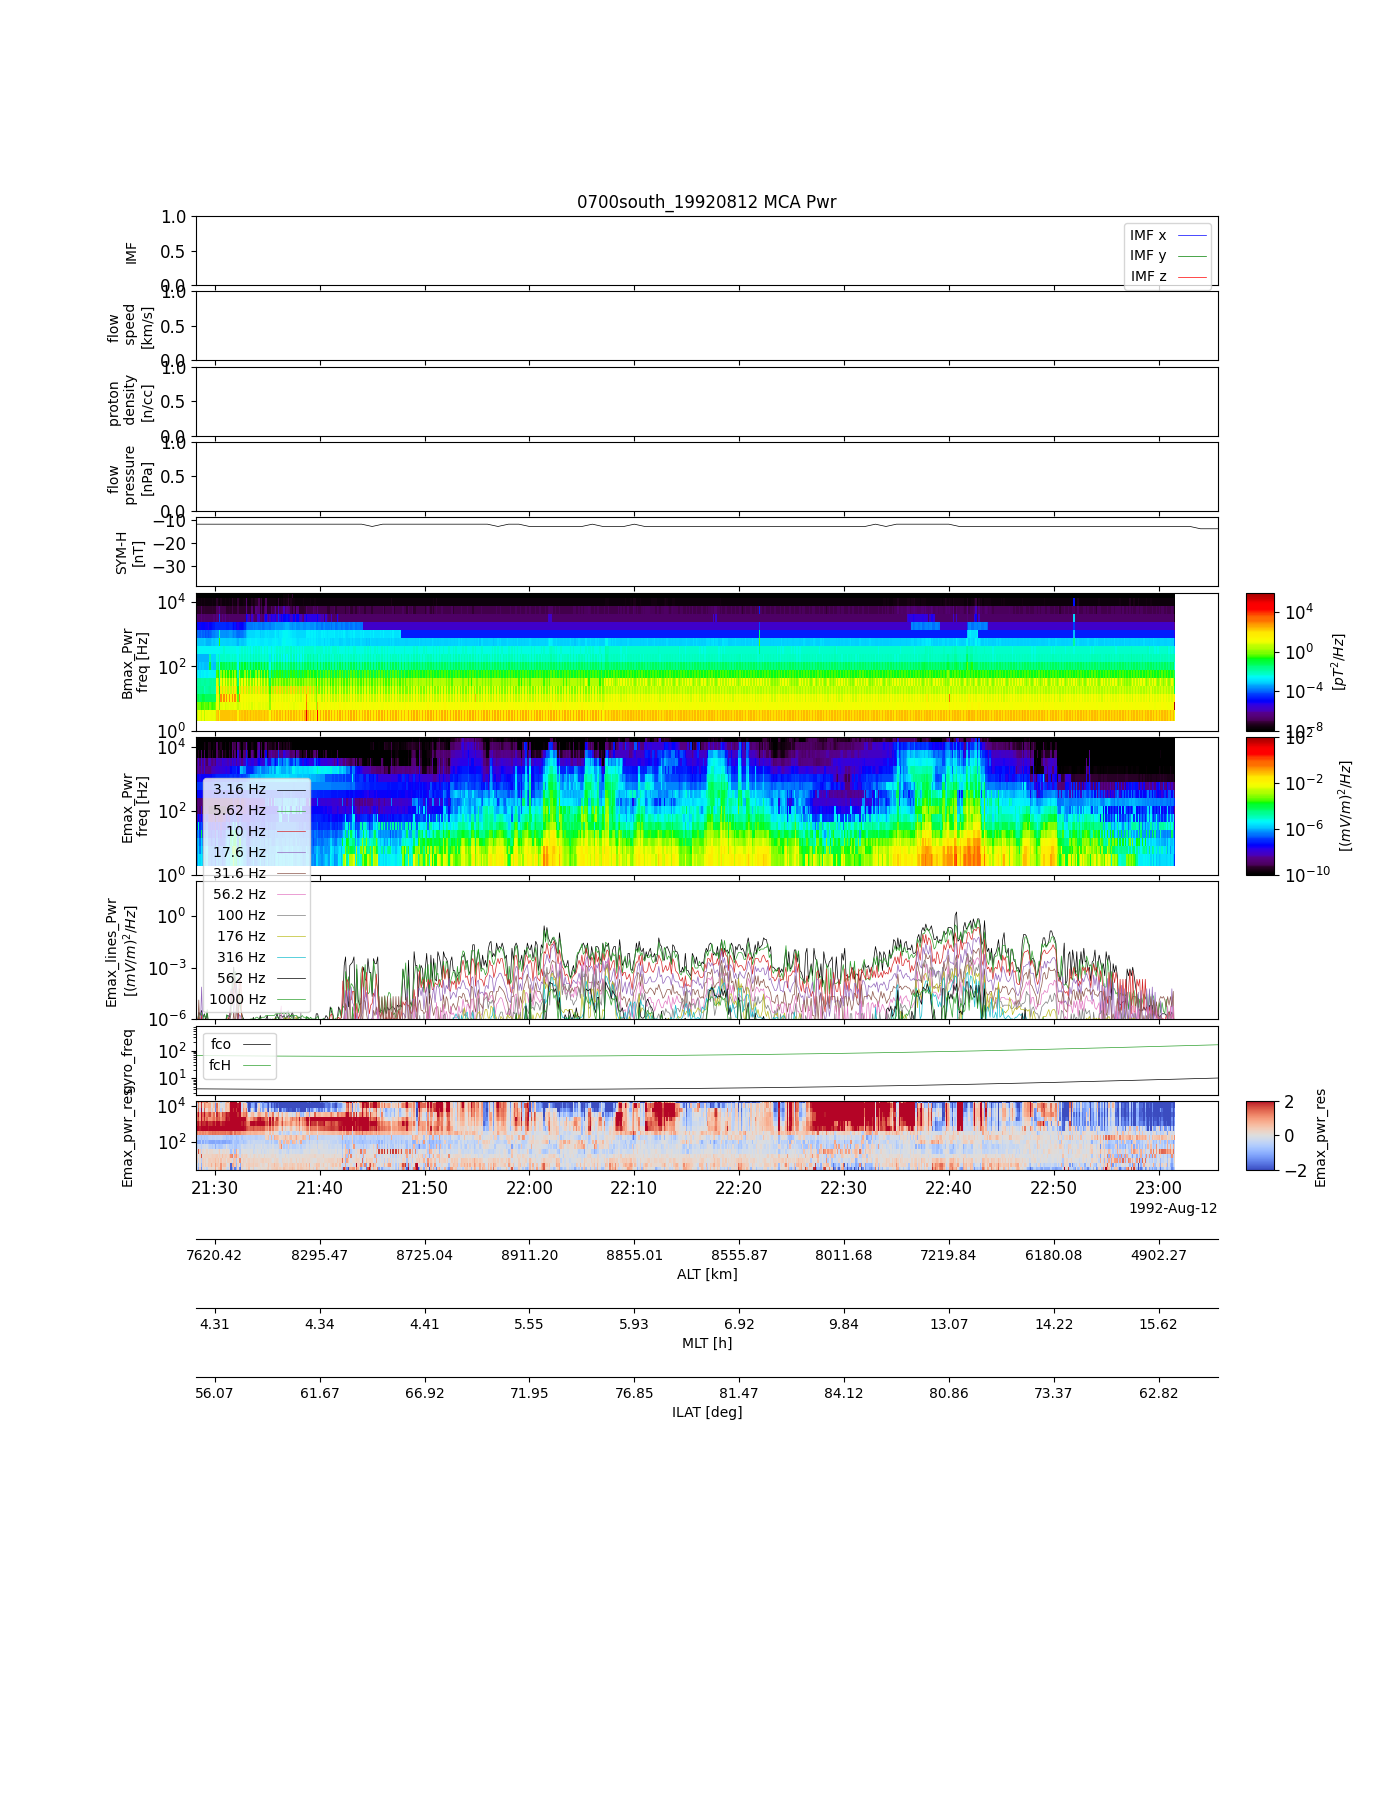 0700south_19920812 MCA Pwr
1.0
0.5
0.0
IMF
IMF x
IMF y
IMF z
1.0
0.5
0.0
flow
speed
[km/s]
1.0
0.5
0.0
proton
density
[n/cc]
1.0
0.5
0.0
flow
pressure
[nPa]
−10
−20
−30
SYM-H
[nT]
10^4
10^2
10^0
Bmax_Pwr
freq [Hz]
10^4
10^0
10^−4
10^−8
[pT^2/Hz]
10^4
10^2
10^0
Emax_Pwr
freq [Hz]
10^2
10^−2
10^−6
10^−10
[(mV/m)^2/Hz]
3.16 Hz
5.62 Hz
10 Hz
17.6 Hz
31.6 Hz
56.2 Hz
100 Hz
176 Hz
316 Hz
562 Hz
1000 Hz
10^0
10^−3
10^−6
Emax_lines_Pwr
[(mV/m)^2/Hz]
10^2
10^1
gyro_freq
fco
fcH
10^4
10^2
Emax_pwr_res
2
0
−2
Emax_pwr_res
21:30 21:40 21:50 22:00 22:10 22:20 22:30 22:40 22:50 23:00
1992-Aug-12
7620.42 8295.47 8725.04 8911.20 8855.01 8555.87 8011.68 7219.84 6180.08 4902.27
ALT [km]
4.31 4.34 4.41 5.55 5.93 6.92 9.84 13.07 14.22 15.62
MLT [h]
56.07 61.67 66.92 71.95 76.85 81.47 84.12 80.86 73.37 62.82
ILAT [deg]